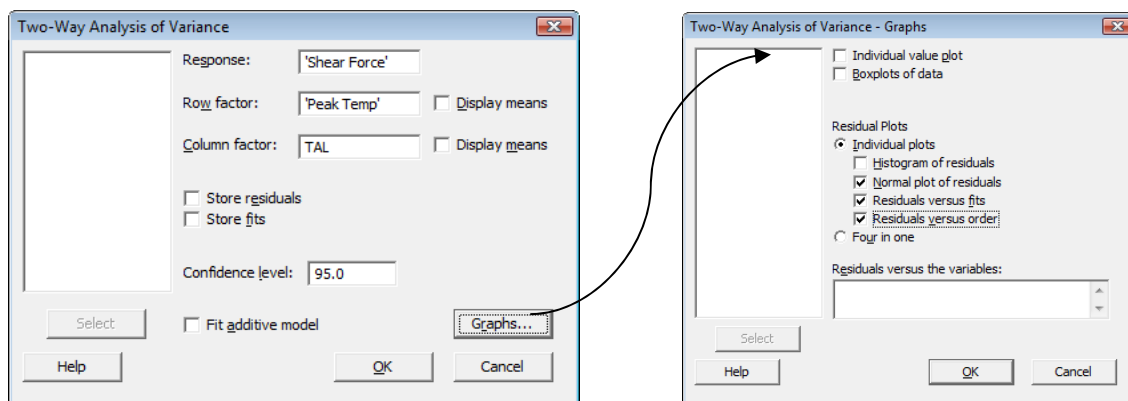 Two-Way Analysis of Variance
Response: 'Shear Force'
Row factor: 'Peak Temp' Display means
Column factor: TAL Display means
Store residuals
Store fits
Confidence level: 95.0
Select
Fit additive model
Graphs...
Help
OK
Cancel
Two-Way Analysis of Variance - Graphs
Individual value plot
Boxplots of data
Residual Plots
Individual plots
Histogram of residuals
Normal plot of residuals
Residuals versus fits
Residuals versus order
Four in one
Residuals versus the variables:
Select
Help
OK
Cancel